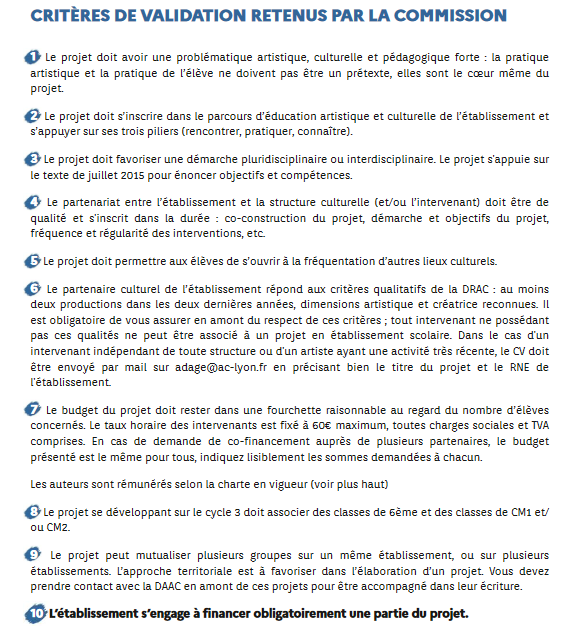 CRITÈRES DE VALIDATION RETENUS PAR LA COMMISSION
1 Le projet doit avoir une problématique artistique, culturelle et pédagogique forte : la pratique
artistique et la pratique de l'élève ne doivent pas être un prétexte, elles sont le cœur même du
projet.
2 Le projet doit s'inscrire dans le parcours d'éducation artistique et culturelle de l'établissement et
s'appuyer sur ses trois piliers (rencontrer, pratiquer, connaître).
3 Le projet doit favoriser une démarche pluridisciplinaire ou interdisciplinaire. Le projet s'appuie sur
le texte de juillet 2015 pour énoncer objectifs et compétences.
4 Le partenariat entre l'établissement et la structure culturelle (et/ou l'intervenant) doit être de
qualité et s'inscrit dans la durée : co-construction du projet, démarche et objectifs du projet,
fréquence et régularité des interventions, etc.
5 Le projet doit permettre aux élèves de s'ouvrir à la fréquentation d'autres lieux culturels.
6 Le partenaire culturel de l'établissement répond aux critères qualitatifs de la DRAC : au moins
deux productions dans les deux dernières années, dimensions artistique et créatrice reconnues. Il
est obligatoire de vous assurer en amont du respect de ces critères ; tout intervenant ne possédant
pas ces qualités ne peut être associé à un projet en établissement scolaire. Dans le cas d'un
intervenant indépendant de toute structure ou d'un artiste ayant une activité très récente, le CV doit
être envoyé par mail sur adage@ac-lyon.fr en précisant bien le titre du projet et le RNE de
l'établissement.
7 Le budget du projet doit rester dans une fourchette raisonnable au regard du nombre d'élèves
concernés. Le taux horaire des intervenants est fixé à 60€ maximum, toutes charges sociales et TVA
comprises. En cas de demande de co-financement auprès de plusieurs partenaires, le budget
présenté est le même pour tous, indiquez lisiblement les sommes demandées à chacun.
Les auteurs sont rémunérés selon la charte en vigueur (voir plus haut)
8 Le projet se développant sur le cycle 3 doit associer des classes de 6ème et des classes de CM1 et/
ou CM2.
9 Le projet peut mutualiser plusieurs groupes sur un même établissement, ou sur plusieurs
établissements. L'approche territoriale est à favoriser dans l'élaboration d'un projet. Vous devez
prendre contact avec la DAAC en amont de ces projets pour être accompagné dans leur écriture.
10 L'établissement s'engage à financer obligatoirement une partie du projet.